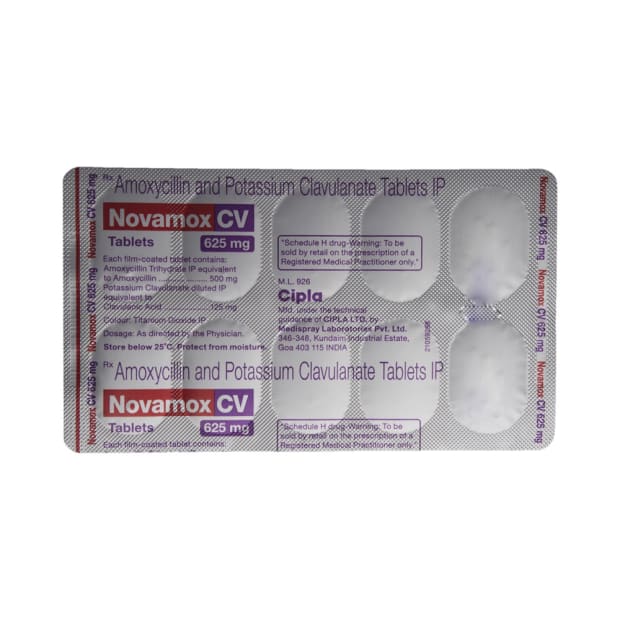 Rx Amoxycillin and Potassium Clavulanate Tablets IP
Novamox CV
Tablets 625 mg
Each film-coated tablet contains:
Amoxycillin Trihydrate IP equivalent
to Amoxycillin ..................... 500 mg
Potassium Clavulanate diluted IP
equivalent to
Clavulanic Acid ..................... 125 mg
Colour: Titanium Dioxide IP
Dosage: As directed by the Physician.
Store below 25°C. Protect from moisture.
"Schedule H drug-Warning: To be
sold by retail on the prescription of a
Registered Medical Practitioner only."
M.L. 926
Cipla
Mfd. under the technical
guidance of CIPLA LTD. by
Medispray Laboratories Pvt. Ltd.
346-348, Kundaim Industrial Estate,
Goa 403 115 INDIA
Rx Amoxycillin and Potassium Clavulanate Tablets IP
Novamox CV
Tablets 625 mg
Each film-coated tablet contains:
"Schedule H drug-Warning: To be
sold by retail on the prescription of a
Registered Medical Practitioner only."
Novamox CV 625 mg
Novamox CV 625 mg
Novamox CV 625 mg
Novamox CV 625 mg
Novamox CV 625 mg
Novamox CV 625 mg